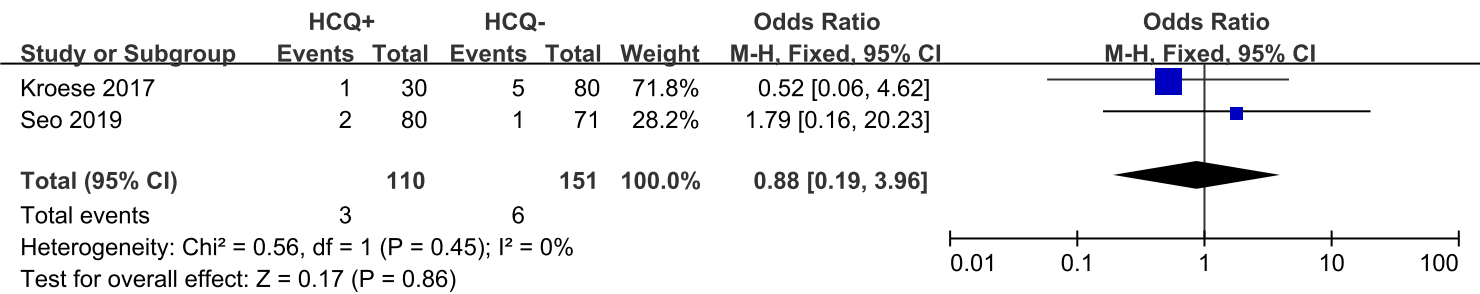 HCQ+ HCQ- Odds Ratio Odds Ratio
Study or Subgroup Events Total Events Total Weight M-H, Fixed, 95% CI M-H, Fixed, 95% CI
Kroese 2017 1 30 5 80 71.8% 0.52 [0.06, 4.62]
Seo 2019 2 80 1 71 28.2% 1.79 [0.16, 20.23]
Total (95% CI) 110 151 100.0% 0.88 [0.19, 3.96]
Total events 3 6
Heterogeneity: Chi² = 0.56, df = 1 (P = 0.45); I² = 0%
Test for overall effect: Z = 0.17 (P = 0.86)
0.01 0.1 1 10 100